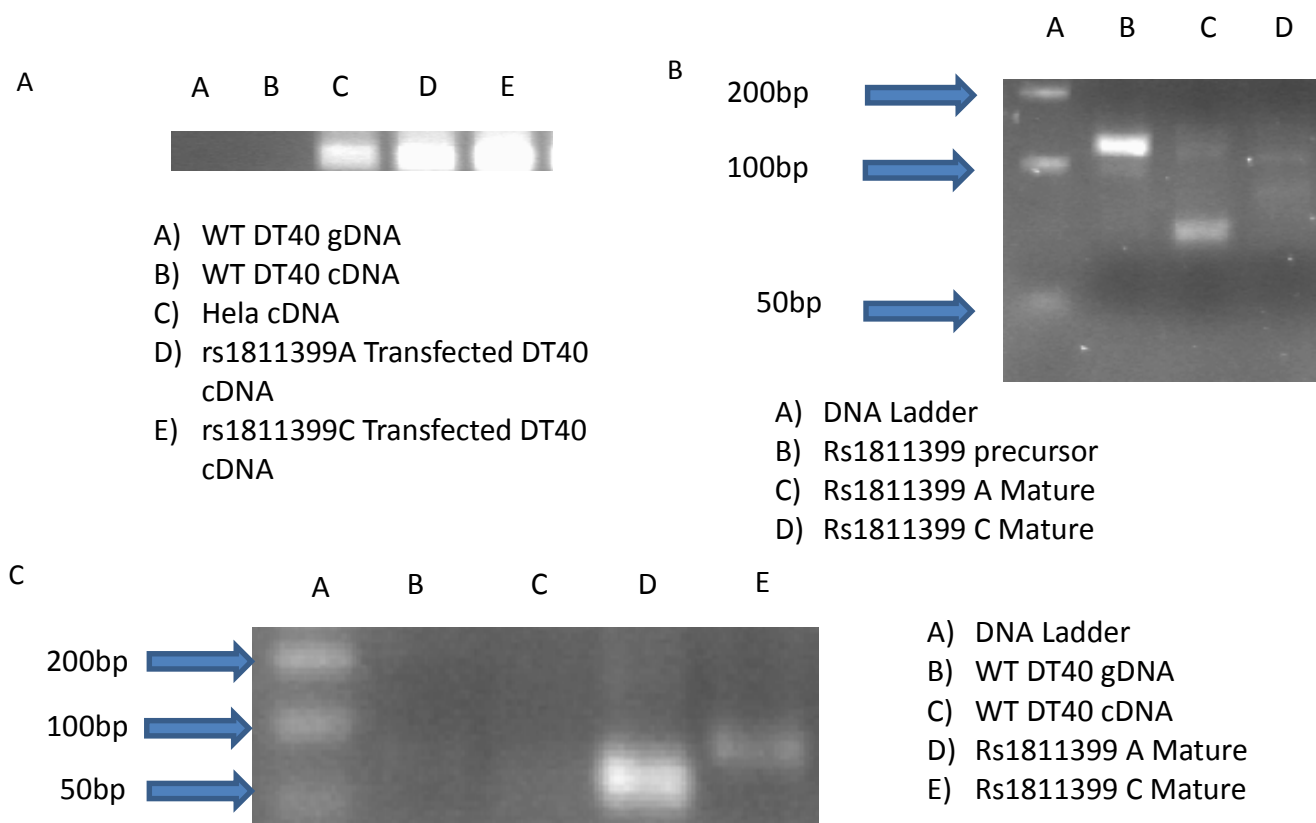 A
A B C D E
A) WT DT40 gDNA
B) WT DT40 cDNA
C) Hela cDNA
D) rs1811399A Transfected DT40
cDNA
E) rs1811399C Transfected DT40
cDNA
B
A B C D
200bp
100bp
50bp
A) DNA Ladder
B) Rs1811399 precursor
C) Rs1811399 A Mature
D) Rs1811399 C Mature
C
A B C D E
200bp
100bp
50bp
A) DNA Ladder
B) WT DT40 gDNA
C) WT DT40 cDNA
D) Rs1811399 A Mature
E) Rs1811399 C Mature